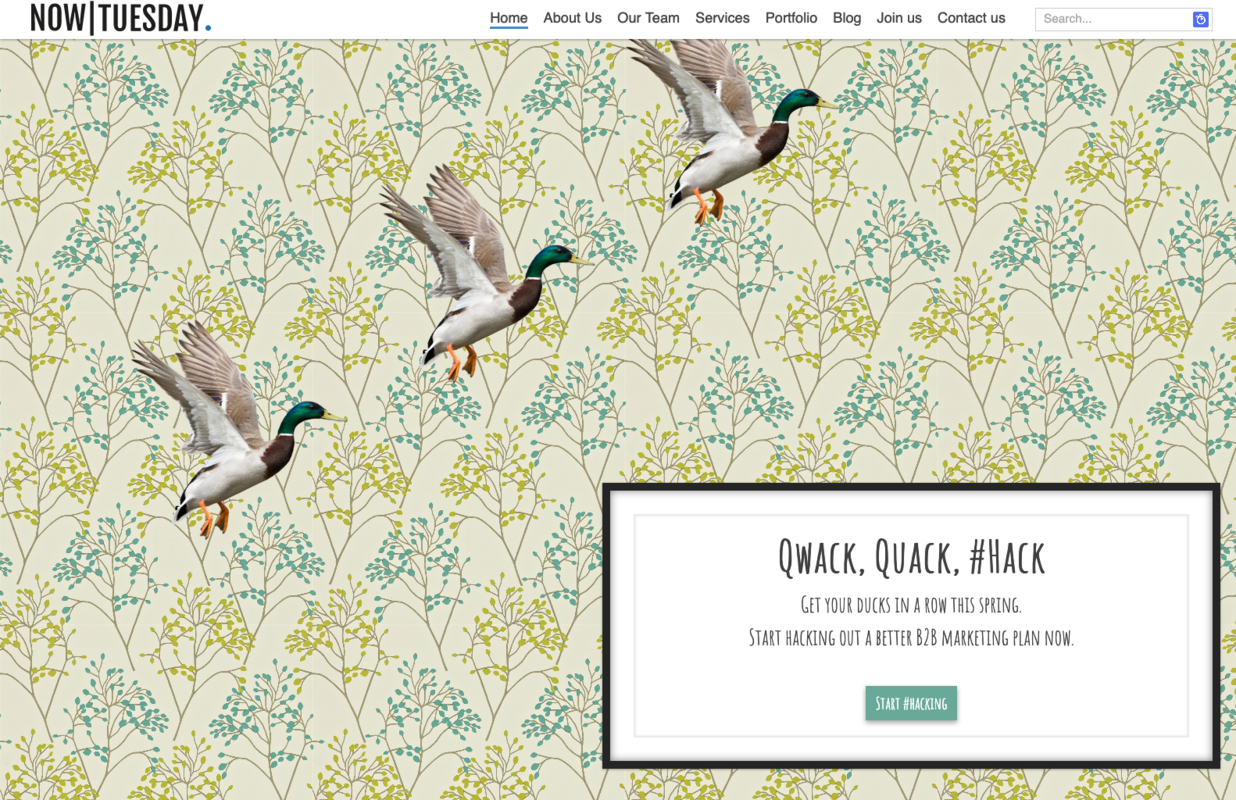 NOW|TUESDAY.
Home About Us Our Team Services Portfolio Blog Join us Contact us Search...
Qwack, Quack, #Hack
Get your ducks in a row this spring.
Start hacking out a better B2B marketing plan now.
Start #hacking